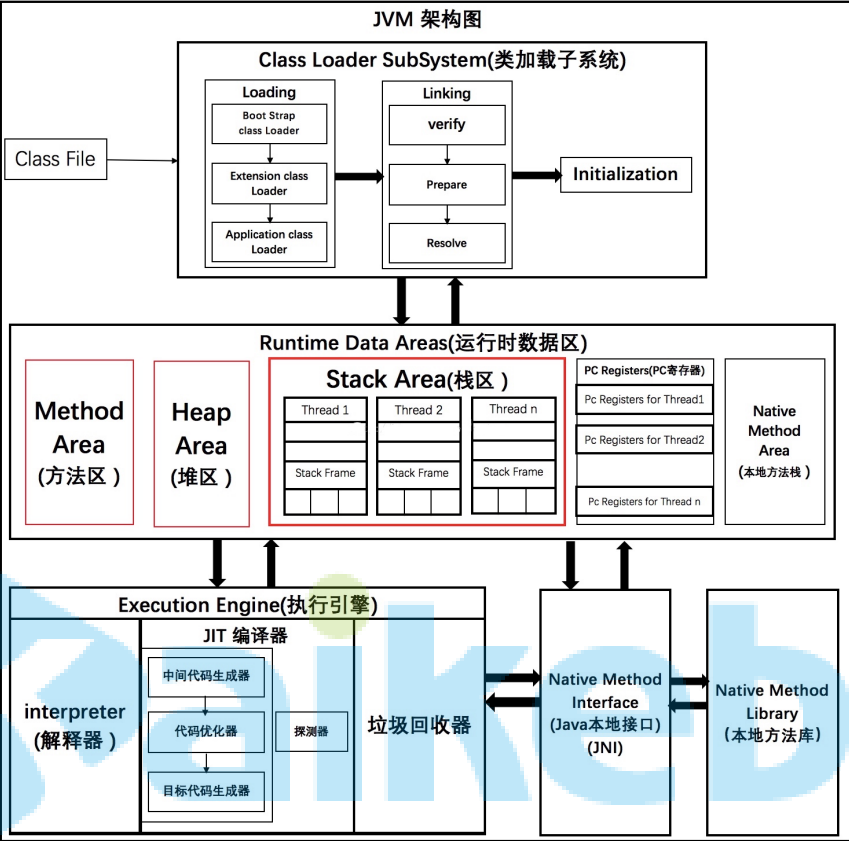 JVM 架构图
Class Loader SubSystem(类加载子系统)
Loading
Boot Strap
class Loader
Extension class
Loader
Application class
Loader
Linking
verify
Prepare
Resolve
Class File
Initialization
Runtime Data Areas(运行时数据区)
Method
Area
(方法区)
Heap
Area
(堆区)
Stack Area(栈区)
Thread 1
Stack Frame
Thread 2
Stack Frame
Thread n
Stack Frame
PC Registers(PC寄存器)
Pc Registers for Thread1
Pc Registers for Thread2
Pc Registers for Thread n
Native
Method
Area
(本地方法栈)
Execution Engine(执行引擎)
interpreter
(解释器)
JIT 编译器
中间代码生成器
代码优化器
目标代码生成器
探测器
垃圾回收器
Native Method
Interface
(Java本地接口)
(JNI)
Native Method
Library
(本地方法库)
aikeb